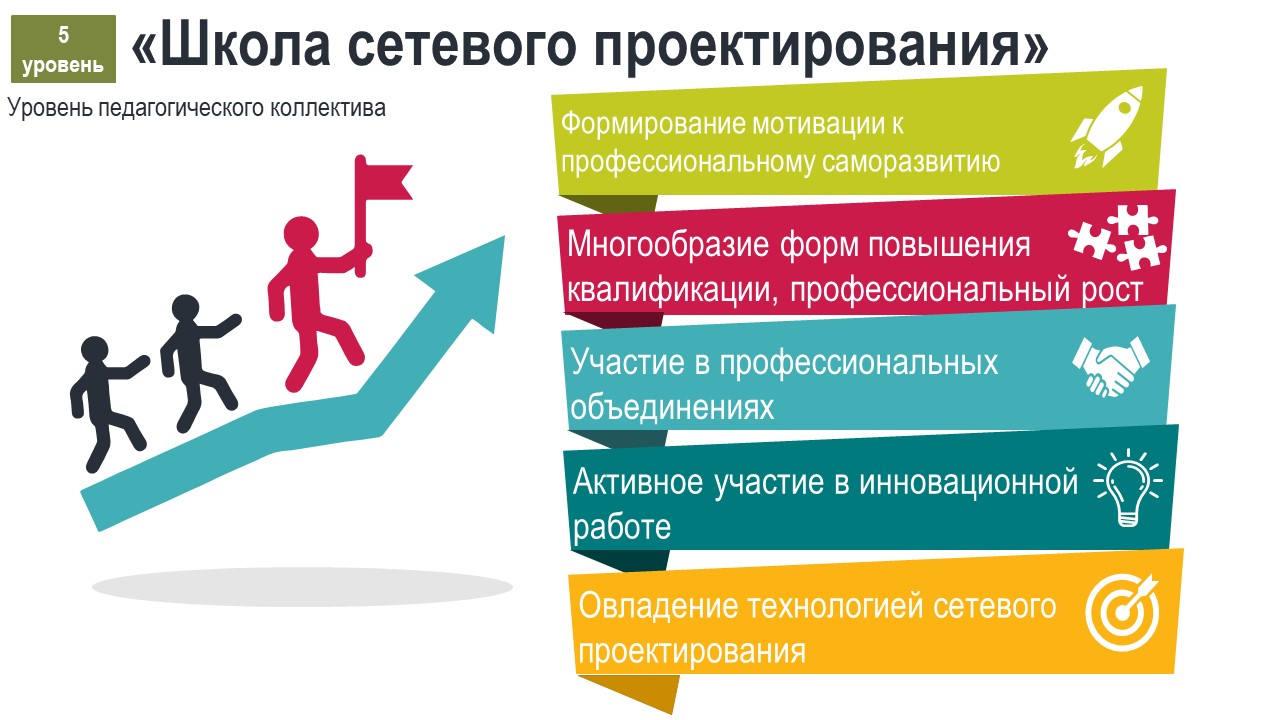 5
уровень
«Школа сетевого проектирования»
Уровень педагогического коллектива
Формирование мотивации к
профессиональному саморазвитию
Многообразие форм повышения
квалификации, профессиональный рост
Участие в профессиональных
объединениях
Активное участие в инновационной
работе
Овладение технологией сетевого
проектирования